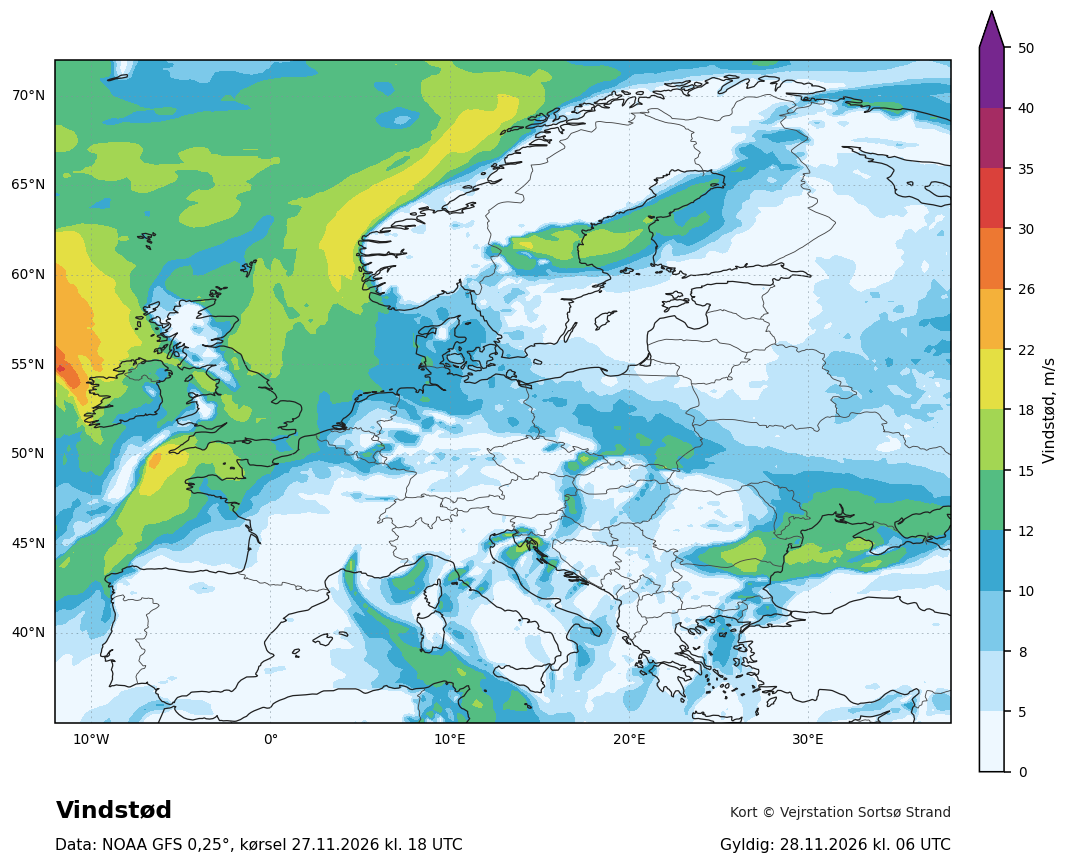 70°N
65°N
60°N
55°N
50°N
45°N
40°N
10°W 0° 10°E 20°E 30°E
50
40
35
30
26
22
18
15
12
10
8
5
0
Vindstød, m/s
Vindstød
Kort © Vejrstation Sortsø Strand
Data: NOAA GFS 0,25°, kørsel 27.11.2026 kl. 18 UTC
Gyldig: 28.11.2026 kl. 06 UTC